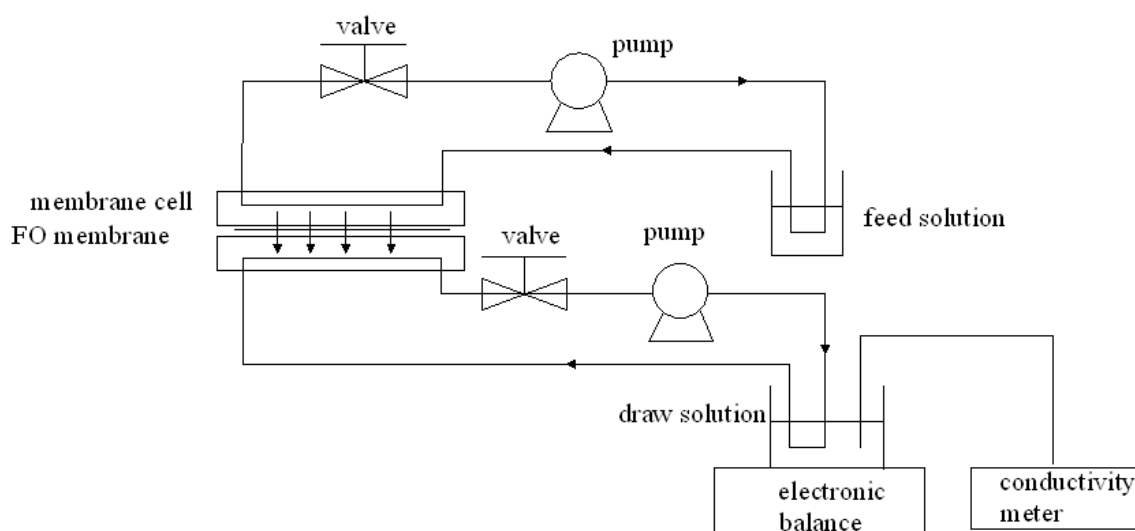 valve
pump
membrane cell
FO membrane
feed solution
valve
pump
draw solution
electronic
balance
conductivity
meter